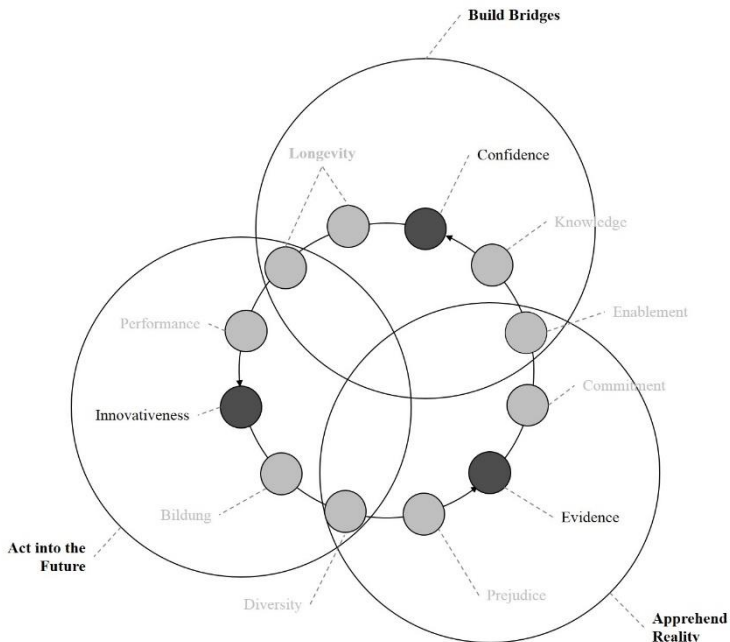 Build Bridges
Longevity
Confidence
Knowledge
Performance
Enablement
Commitment
Innovativeness
Bildung
Evidence
Act into the
Future
Diversity
Prejudice
Apprehend
Reality